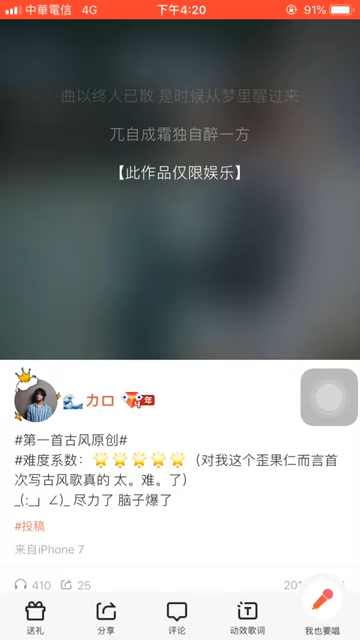 中華電信 4G 下午4:20 91%
曲以终人已散 是时候从梦里醒过来
兀自成霜独自醉一方
【此作品仅限娱乐】
カロ
年
#第一首古风原创#
#难度系数：🌟🌟🌟🌟🌟（对我这个歪果仁而言首
次写古风歌真的 太。难。了）
_(:_」∠)_ 尽力了 脑子爆了
#投稿
来自iPhone 7
410 25
送礼 分享 评论 动效歌词 我也要唱